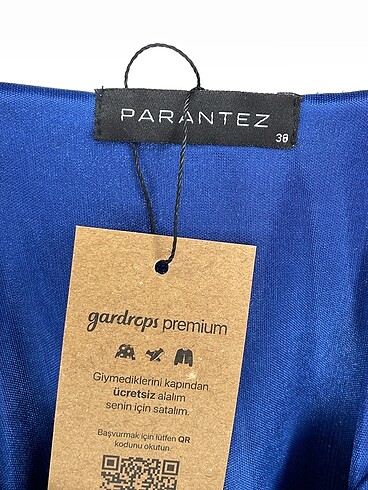 PARANTEZ
38
gardrops premium
Giymediklerini kapından
ücretsiz alalım
senin için satalım.
Başvurmak için lütfen QR
kodunu okutun.